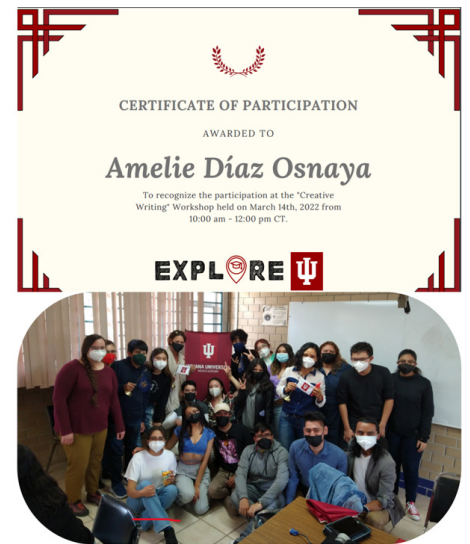 CERTIFICATE OF PARTICIPATION
AWARDED TO
Amelie Díaz Osnaya
To recognize the participation at the "Creative
Writing" Workshop held on March 14th, 2022 from
10:00 am - 12:00 pm CT.
EXPLORE